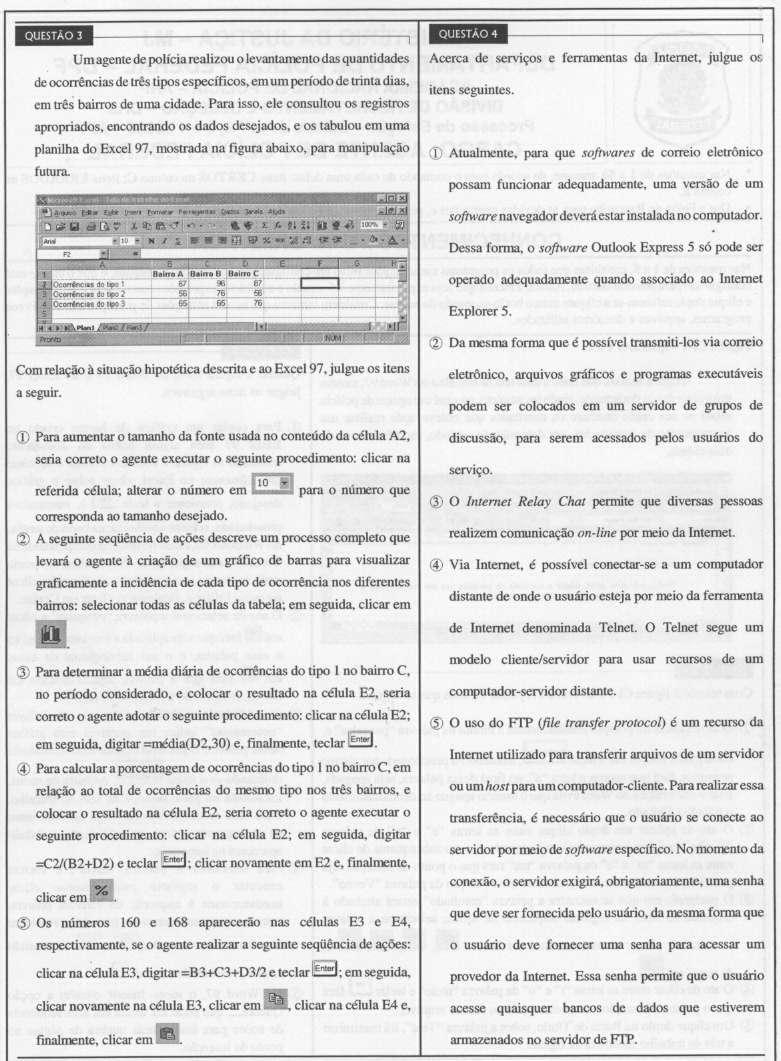 QUESTÃO 3
Um agente de polícia realizou o levantamento das quantidades
de ocorrências de três tipos específicos, em um período de trinta dias,
em três bairros de uma cidade. Para isso, ele consultou os registros
apropriados, encontrando os dados desejados, e os tabulou em uma
planilha do Excel 97, mostrada na figura abaixo, para manipulação
futura.
Arquivo Editar Exibir Inserir Formatar Ferramentas Dados Janela Ajuda
100%
Arial 10 N I S
F2 =
A B C D E F G H
1 Bairro A Bairro B Bairro C
2 Ocorrências do tipo 1 87 96 87
3 Ocorrências do tipo 2 56 76 66
4 Ocorrências do tipo 3 65 65 76
5
Plan1 Plan2 Plan3
Pronto NUM
Com relação à situação hipotética descrita e ao Excel 97, julgue os itens
a seguir.
① Para aumentar o tamanho da fonte usada no conteúdo da célula A2,
seria correto o agente executar o seguinte procedimento: clicar na
referida célula; alterar o número em 10 para o número que
corresponda ao tamanho desejado.
② A seguinte seqüência de ações descreve um processo completo que
levará o agente à criação de um gráfico de barras para visualizar
graficamente a incidência de cada tipo de ocorrência nos diferentes
bairros: selecionar todas as células da tabela; em seguida, clicar em
.
③ Para determinar a média diária de ocorrências do tipo 1 no bairro C,
no período considerado, e colocar o resultado na célula E2, seria
correto o agente adotar o seguinte procedimento: clicar na célula E2;
em seguida, digitar =média(D2,30) e, finalmente, teclar Enter.
④ Para calcular a porcentagem de ocorrências do tipo 1 no bairro C, em
relação ao total de ocorrências do mesmo tipo nos três bairros, e
colocar o resultado na célula E2, seria correto o agente executar o
seguinte procedimento: clicar na célula E2; em seguida, digitar
=C2/(B2+D2) e teclar Enter; clicar novamente em E2 e, finalmente,
clicar em %.
⑤ Os números 160 e 168 aparecerão nas células E3 e E4,
respectivamente, se o agente realizar a seguinte seqüência de ações:
clicar na célula E3, digitar =B3+C3+D3/2 e teclar Enter; em seguida,
clicar novamente na célula E3, clicar em , clicar na célula E4 e,
finalmente, clicar em .
QUESTÃO 4
Acerca de serviços e ferramentas da Internet, julgue os
itens seguintes.
① Atualmente, para que softwares de correio eletrônico
possam funcionar adequadamente, uma versão de um
software navegador deverá estar instalada no computador.
Dessa forma, o software Outlook Express 5 só pode ser
operado adequadamente quando associado ao Internet
Explorer 5.
② Da mesma forma que é possível transmiti-los via correio
eletrônico, arquivos gráficos e programas executáveis
podem ser colocados em um servidor de grupos de
discussão, para serem acessados pelos usuários do
serviço.
③ O Internet Relay Chat permite que diversas pessoas
realizem comunicação on-line por meio da Internet.
④ Via Internet, é possível conectar-se a um computador
distante de onde o usuário esteja por meio da ferramenta
de Internet denominada Telnet. O Telnet segue um
modelo cliente/servidor para usar recursos de um
computador-servidor distante.
⑤ O uso do FTP (file transfer protocol) é um recurso da
Internet utilizado para transferir arquivos de um servidor
ou um host para um computador-cliente. Para realizar essa
transferência, é necessário que o usuário se conecte ao
servidor por meio de software específico. No momento da
conexão, o servidor exigirá, obrigatoriamente, uma senha
que deve ser fornecida pelo usuário, da mesma forma que
o usuário deve fornecer uma senha para acessar um
provedor da Internet. Essa senha permite que o usuário
acesse quaisquer bancos de dados que estiverem
armazenados no servidor de FTP.